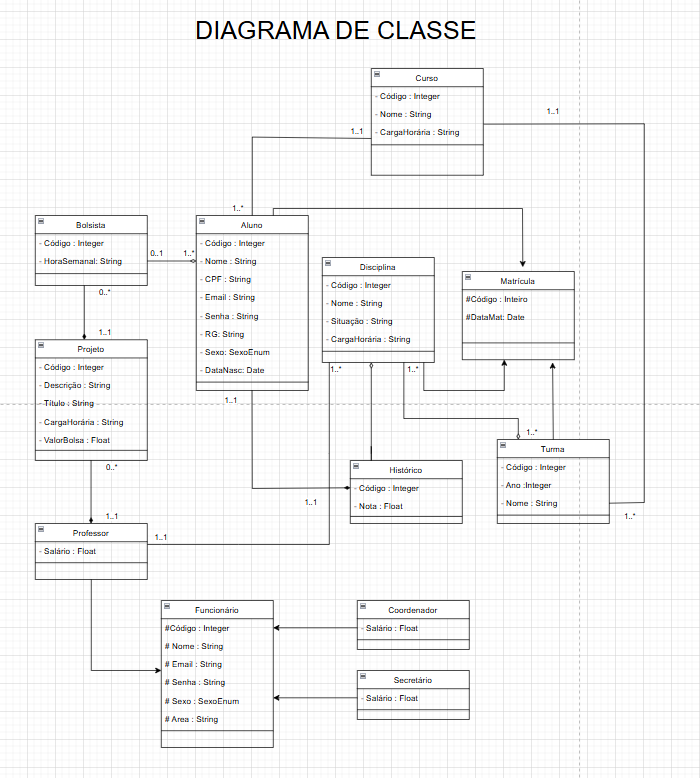 DIAGRAMA DE CLASSE
Curso
- Código : Integer
- Nome : String
- CargaHorária : String
1..1
1..1
1..*
Bolsista
- Código : Integer
- HoraSemanal: String
0..1
1..*
0..*
Aluno
- Código : Integer
- Nome : String
- CPF : String
- Email : String
- Senha : String
- RG: String
- Sexo: SexoEnum
- DataNasc: Date
1..1
Disciplina
- Código : Integer
- Nome : String
- Situação : String
- CargaHorária : String
1..*
1..*
Matrícula
#Código : Inteiro
#DataMat: Date
1..1
Projeto
- Código : Integer
- Descrição : String
- Título : String
- CargaHorária : String
- ValorBolsa : Float
0..*
1..*
Turma
- Código : Integer
- Ano :Integer
- Nome : String
1..*
Histórico
- Código : Integer
- Nota : Float
1..1
1..1
Professor
- Salário : Float
1..1
Funcionário
#Código : Integer
# Nome : String
# Email : String
# Senha : String
# Sexo : SexoEnum
# Area : String
Coordenador
- Salário : Float
Secretário
- Salário : Float